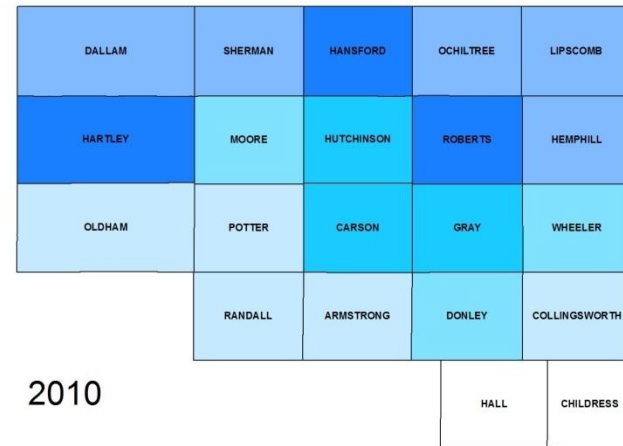 DALLAM SHERMAN HANSFORD OCHILTREE LIPSCOMB
HARTLEY MOORE HUTCHINSON ROBERTS HEMPHILL
OLDHAM POTTER CARSON GRAY WHEELER
RANDALL ARMSTRONG DONLEY COLLINGSWORTH
2010 HALL CHILDRESS